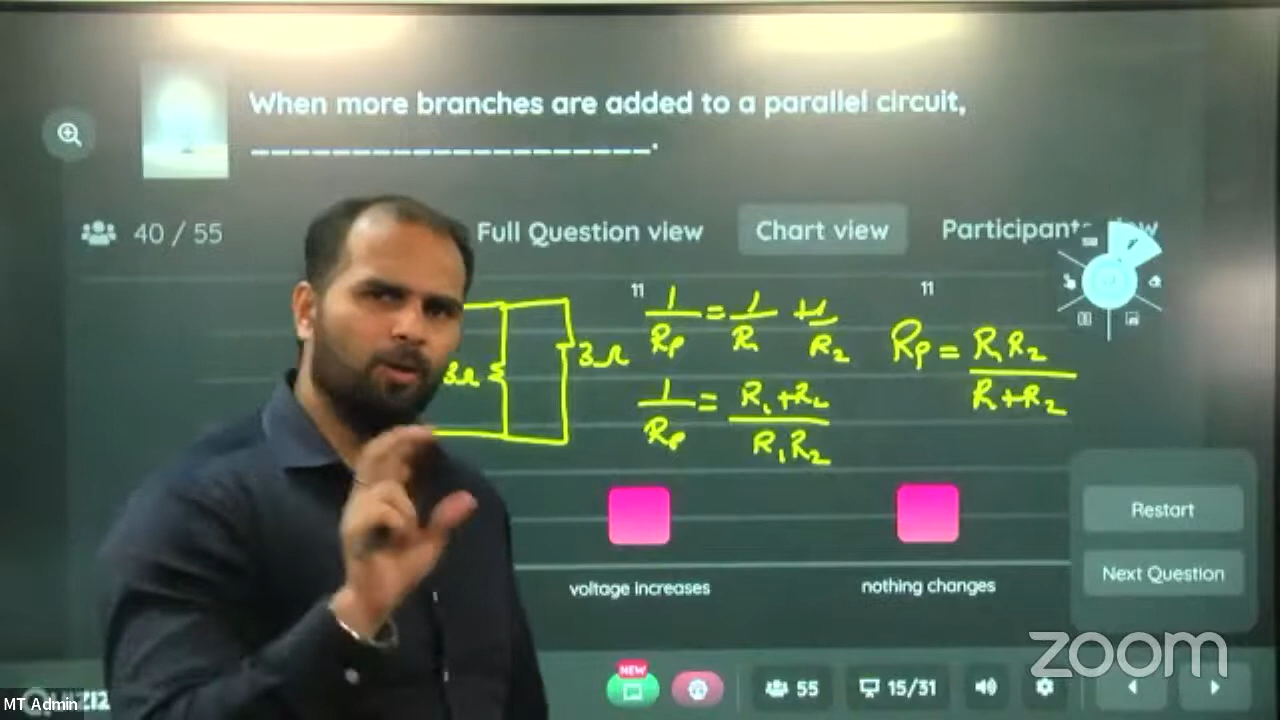 When more branches are added to a parallel circuit,
____________________.
40 / 55
Full Question view
Chart view
11
11
1/Rp = 1/R1 + 1/R2
Rp = R1R2/R1+R2
3Ω
3Ω
1/Rp = R1+R2/R1R2
Restart
Next Question
voltage increases
nothing changes
zoom
NEW
55
15/31
MT Admin